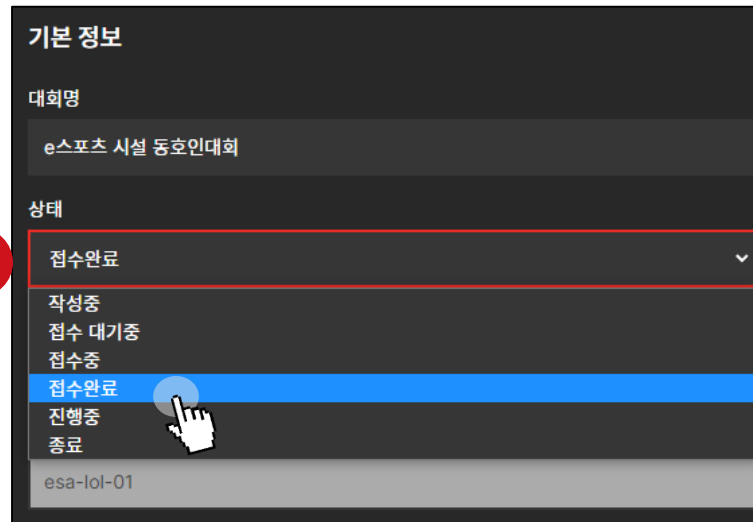 기본 정보
대회명
e스포츠 시설 동호인대회
상태
접수완료
작성중
접수 대기중
접수중
접수완료
진행중
종료
esa-lol-01